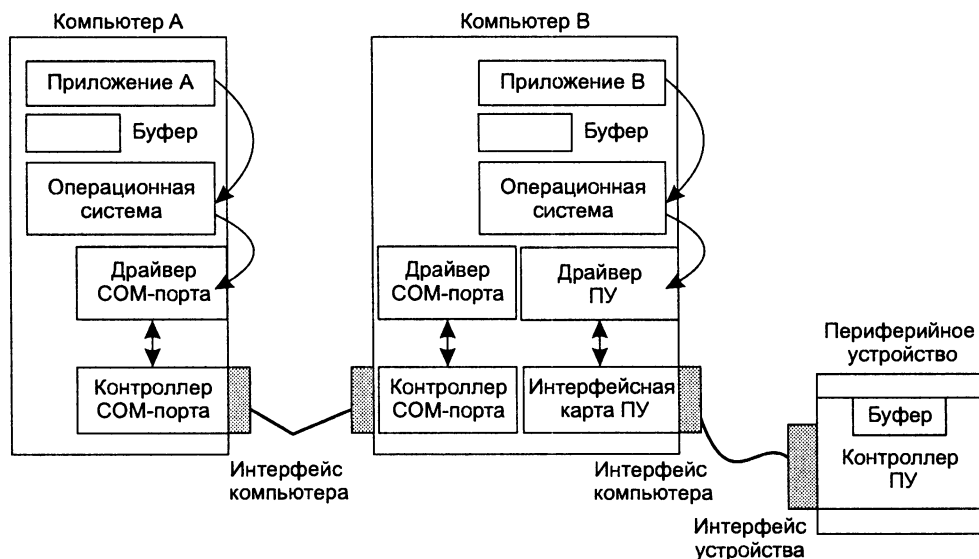 Компьютер А
Приложение А
Буфер
Операционная
система
Драйвер
СОМ-порта
Контроллер
СОМ-порта
Интерфейс
компьютера
Компьютер В
Приложение В
Буфер
Операционная
система
Драйвер
СОМ-порта
Драйвер
ПУ
Контроллер
СОМ-порта
Интерфейсная
карта ПУ
Интерфейс
компьютера
Периферийное
устройство
Буфер
Контроллер
ПУ
Интерфейс
устройства